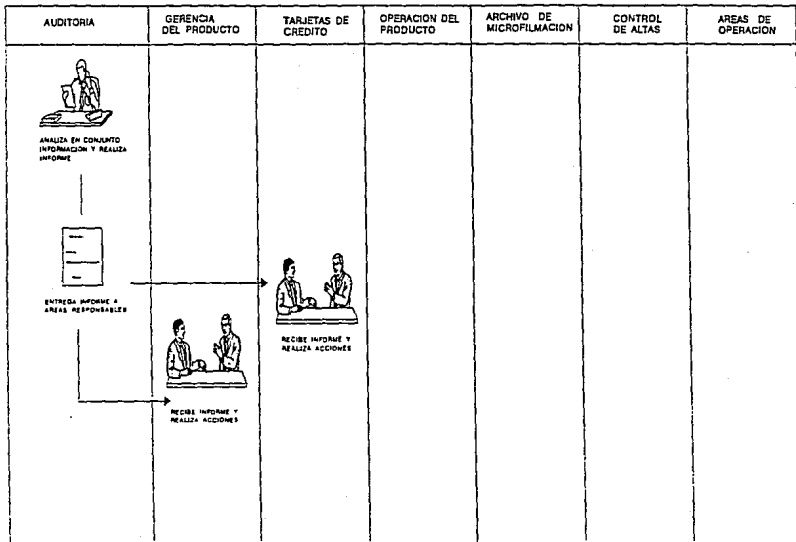 AUDITORIA
GERENCIA
DEL PRODUCTO
TARJETAS DE
CREDITO
OPERACION DEL
PRODUCTO
ARCHIVO DE
MICROFILMACION
CONTROL
DE ALTAS
AREAS DE
OPERACION
ANALIZA EN CONJUNTO
INFORMACION Y REALIZA
INFORME
ENTREGA INFORME A
AREAS RESPONSABLES
RECIBE INFORME Y
REALIZA ACCIONES
RECIBE INFORME Y
REALIZA ACCIONES